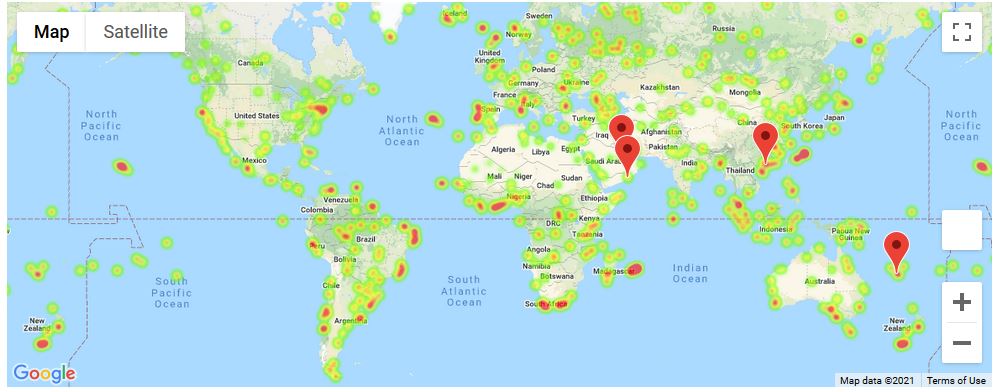 Map Satellite
Iceland
Sweden
Norway
Russia
United
Kingdom
Canada
Poland
Germany
Ukraine
Kazakhstan
Mongolia
France
Italy
Spain
North
Pacific
Ocean
United States
North
Atlantic
Ocean
Turkey
Iraq
Afghanistan
China
South Korea
Japan
North
Pacific
Ocean
Algeria
Libya
Egypt
Pakistan
Mexico
Saudi Arabia
India
Thailand
Mali
Niger
Sudan
Chad
Nigeria
Ethiopia
Venezuela
Colombia
DRC
Kenya
Tanzania
Indonesia
Papua New
Guinea
Peru
Brazil
Angola
Bolivia
Namibia
Botswana
Madagascar
Indian
Ocean
Australia
South
Pacific
Ocean
Chile
South
Atlantic
Ocean
South Africa
Argentina
New
Zealand
New
Zealand
Google
Map data ©2021 Terms of Use